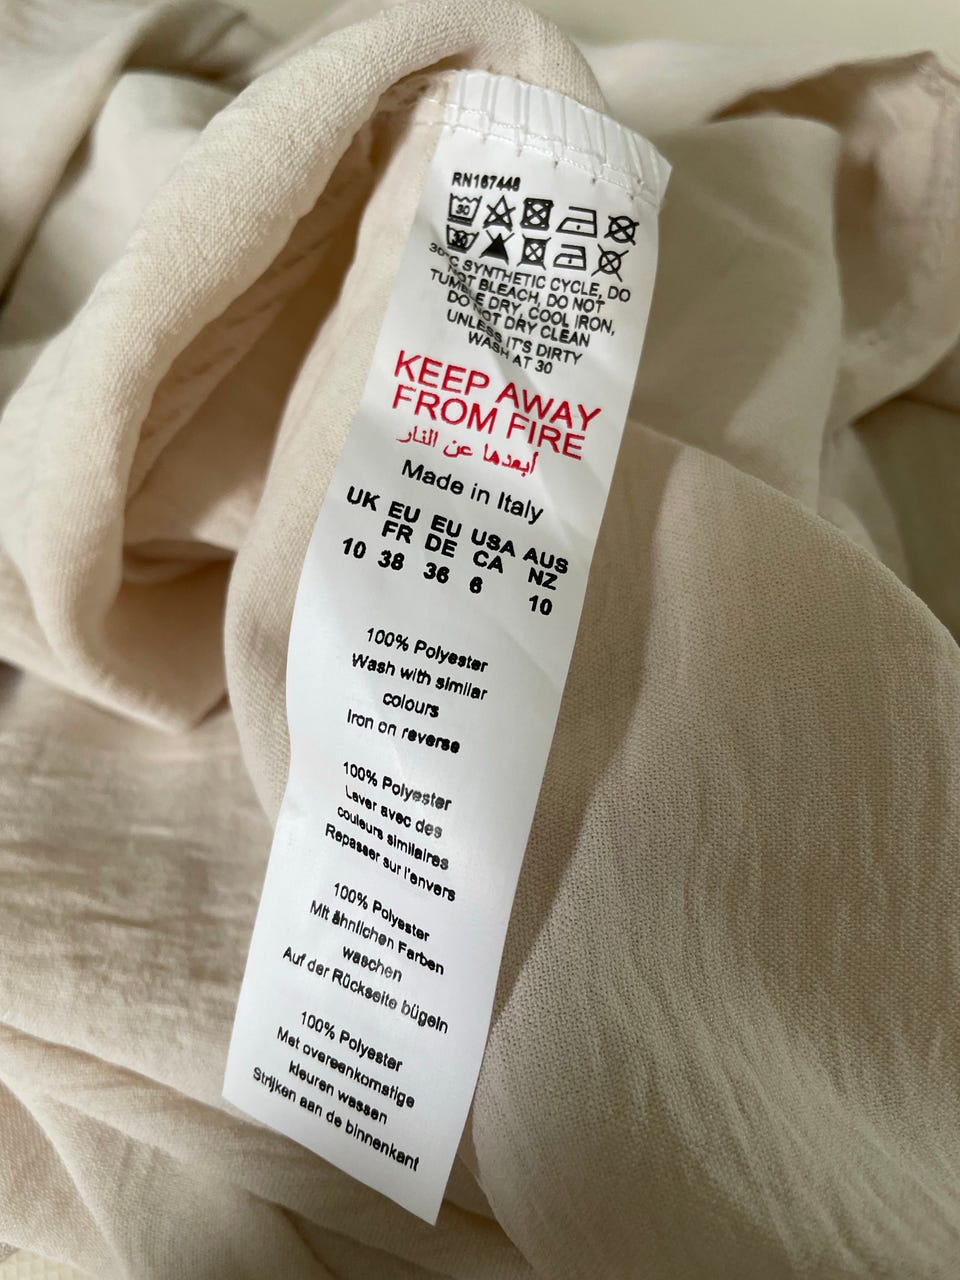 RN167448
30
30
30°C SYNTHETIC CYCLE, DO
NOT BLEACH, DO NOT
TUMBLE DRY, COOL IRON,
DO NOT DRY CLEAN
UNLESS IT'S DIRTY
WASH AT 30
KEEP AWAY
FROM FIRE
أبعدها عن النار
Made in Italy
UK EU EU USA AUS
FR DE CA NZ
10 38 36 6 10
100% Polyester
Wash with similar
colours
Iron on reverse
100% Polyester
Laver avec des
couleurs similaires
Repasser sur l'envers
100% Polyester
Mit ähnlichen Farben
waschen
Auf der Rückseite bügeln
100% Polyester
Met overeenkomstige
kleuren wassen
Strijken aan de binnenkant